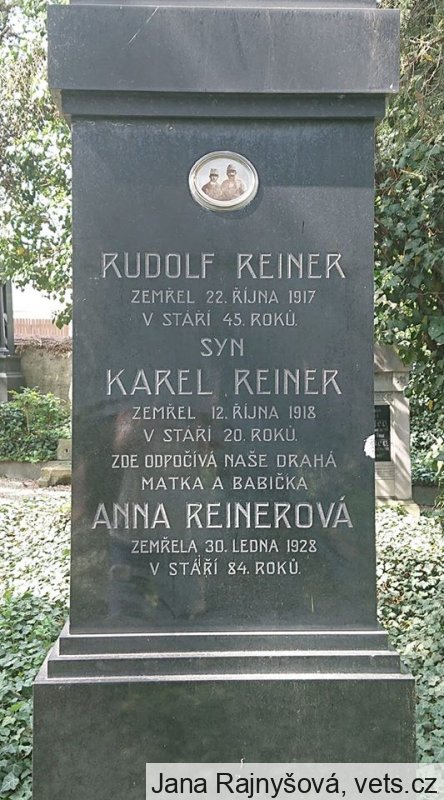 RUDOLF REINER
ZEMŘEL 22. ŘÍJNA 1917
V STÁŘÍ 45. ROKŮ.
SYN
KAREL REINER
ZEMŘEL 12. ŘÍJNA 1918
V STÁŘÍ 20. ROKŮ.
ZDE ODPOČÍVÁ NAŠE DRAHÁ
MATKA A BABIČKA
ANNA REINEROVÁ
ZEMŘELA 30. LEDNA 1928
V STÁŘÍ 84. ROKŮ.
Jana Rajnyšová, vets.cz